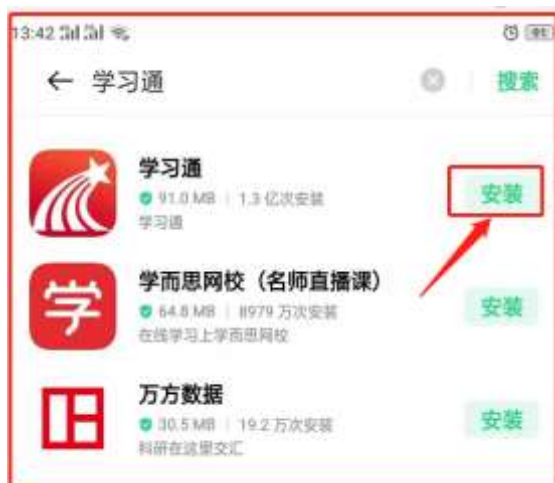 13:42
学习通
搜索
学习通
91.0 MB | 1.3 亿次安装
学习通
安装
学
学而思网校（名师直播课）
64.8 MB | 8979 万次安装
在线学习上学而思网校
安装
万方数据
30.5 MB | 19.2 万次安装
科研在这里交汇
安装